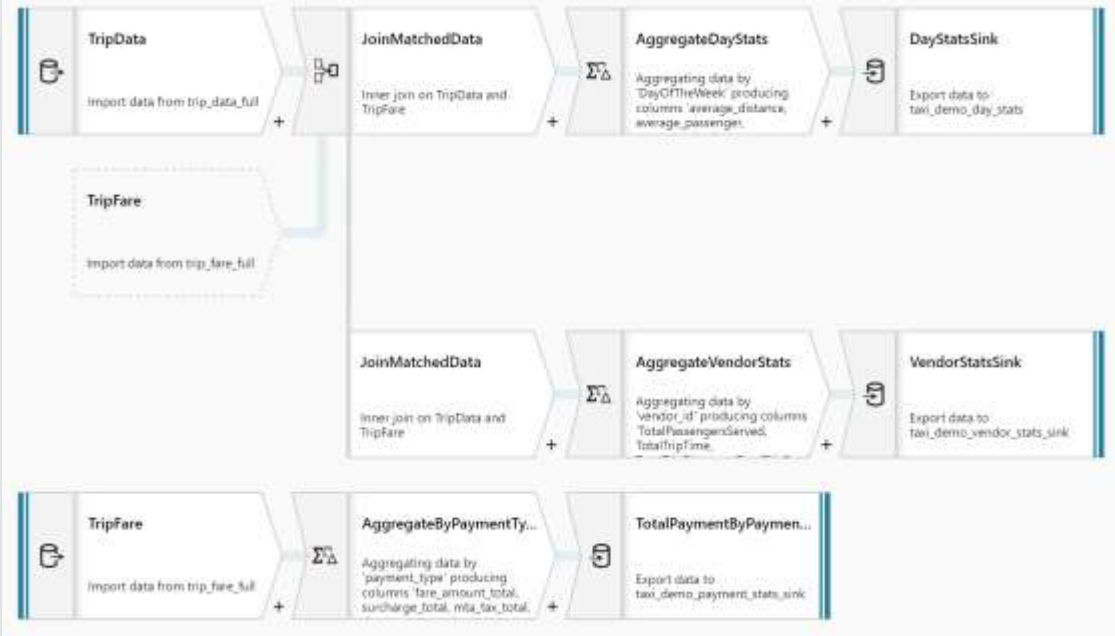 TripData
Import data from trip_data_full
+
JoinMatchedData
Inner join on TripData and
TripFare
+
AggregateDayStats
Aggregating data by
'DayOfTheWeek' producing
columns 'average_distance,
average_passenger,
+
DayStatsSink
Export data to
taxi_demo_day_stats
TripFare
Import data from trip_fare_full
JoinMatchedData
Inner join on TripData and
TripFare
+
AggregateVendorStats
Aggregating data by
'vendor_id' producing columns
'TotalPassengersServed,
TotalTripTime,
+
VendorStatsSink
Export data to
taxi_demo_vendor_stats_sink
TripFare
Import data from trip_fare_full
+
AggregateByPaymentTy...
Aggregating data by
'payment_type' producing
columns 'fare_amount_total,
surcharge_total, mta_tax_total,
+
TotalPaymentByPaymen...
Export data to
taxi_demo_payment_stats_sink